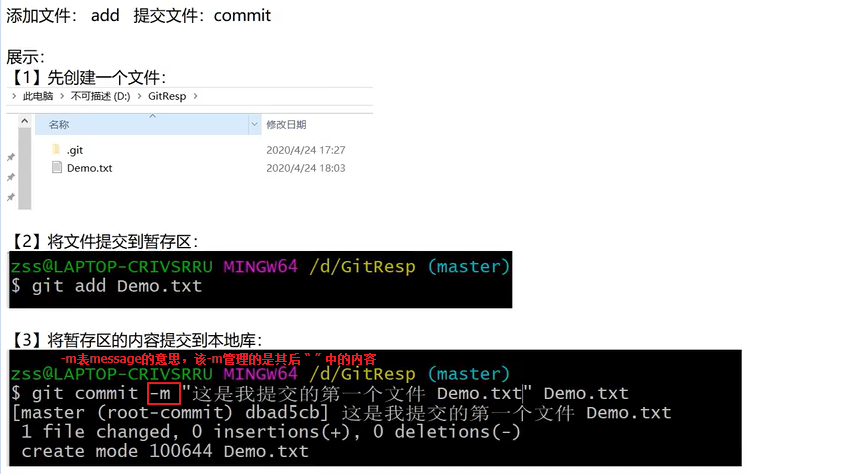 添加文件： add 提交文件：commit
展示：
【1】先创建一个文件：
> 此电脑 > 不可描述 (D:) > GitResp >
名称 修改日期
.git 2020/4/24 17:27
Demo.txt 2020/4/24 18:03
【2】将文件提交到暂存区：
zss@LAPTOP-CRIVSRRU MINGW64 /d/GitResp (master)
$ git add Demo.txt
【3】将暂存区的内容提交到本地库：
-m表message的意思，该-m管理的是其后 “ ” 中的内容
zss@LAPTOP-CRIVSRRU MINGW64 /d/GitResp (master)
$ git commit -m "这是我提交的第一个文件 Demo.txt" Demo.txt
[master (root-commit) dbad5cb] 这是我提交的第一个文件 Demo.txt
1 file changed, 0 insertions(+), 0 deletions(-)
create mode 100644 Demo.txt